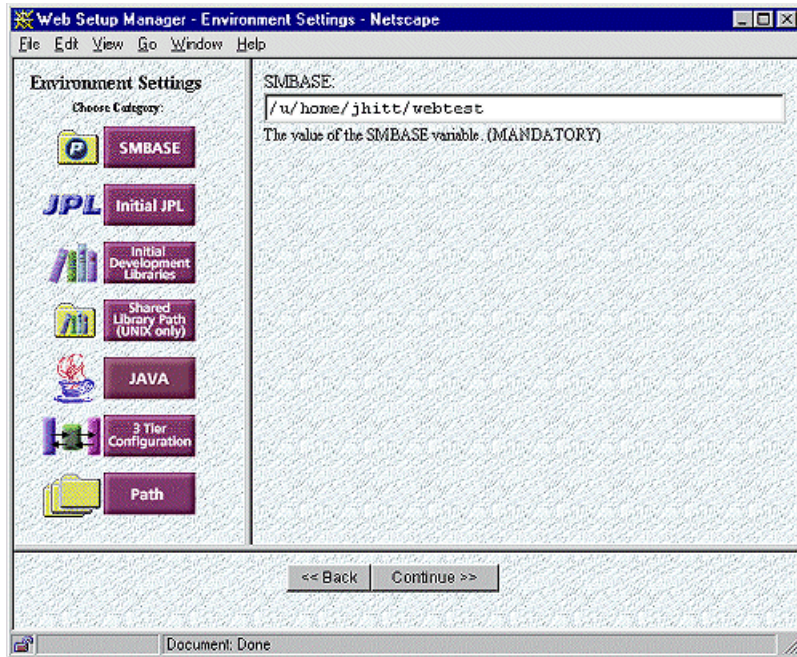 Web Setup Manager - Environment Settings - Netscape
File Edit View Go Window Help
Environment Settings
Choose Category:
P
SMBASE
JPL
Initial JPL
Initial
Development
Libraries
Shared
Library Path
(UNIX only)
JAVA
3 Tier
Configuration
Path
SMBASE:
/u/home/jhitt/webtest
The value of the SMBASE variable. (MANDATORY)
<< Back
Continue >>
Document: Done